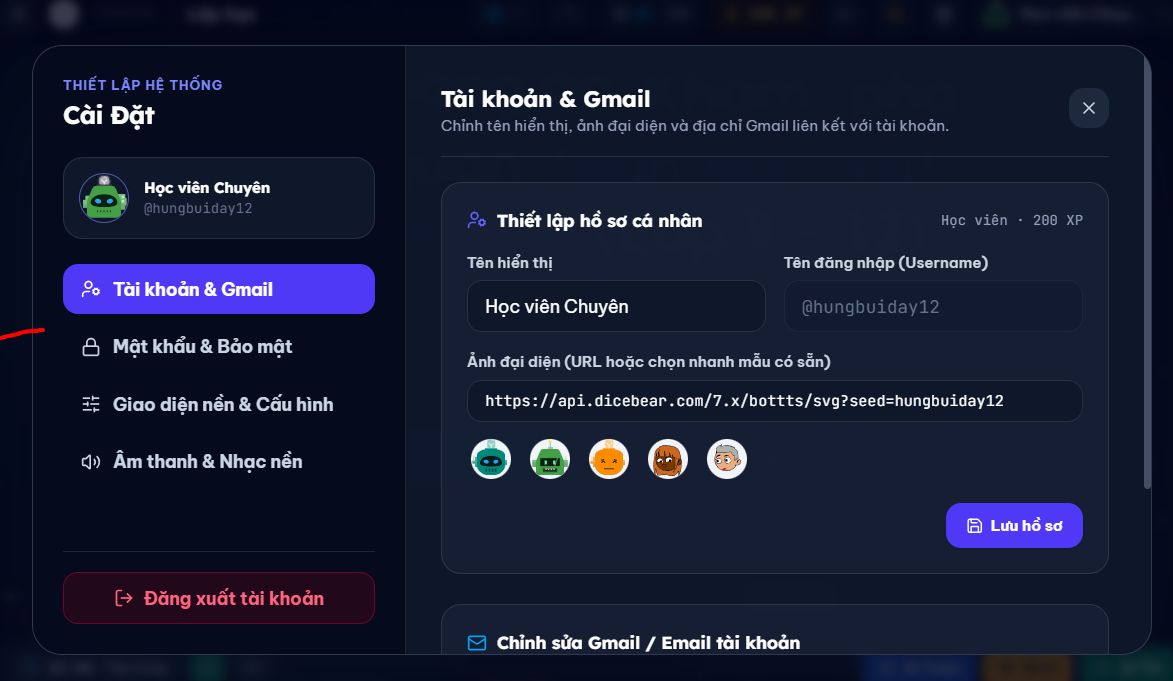 THIẾT LẬP HỆ THỐNG
Cài Đặt
Học viên Chuyên
@hungbuiday12
Tài khoản & Gmail
Mật khẩu & Bảo mật
Giao diện nền & Cấu hình
Âm thanh & Nhạc nền
Đăng xuất tài khoản
Tài khoản & Gmail
Chỉnh tên hiển thị, ảnh đại diện và địa chỉ Gmail liên kết với tài khoản.
Thiết lập hồ sơ cá nhân
Học viên · 200 XP
Tên hiển thị
Tên đăng nhập (Username)
Học viên Chuyên
@hungbuiday12
Ảnh đại diện (URL hoặc chọn nhanh mẫu có sẵn)
https://api.dicebear.com/7.x/bottts/svg?seed=hungbuiday12
Lưu hồ sơ
Chỉnh sửa Gmail / Email tài khoản